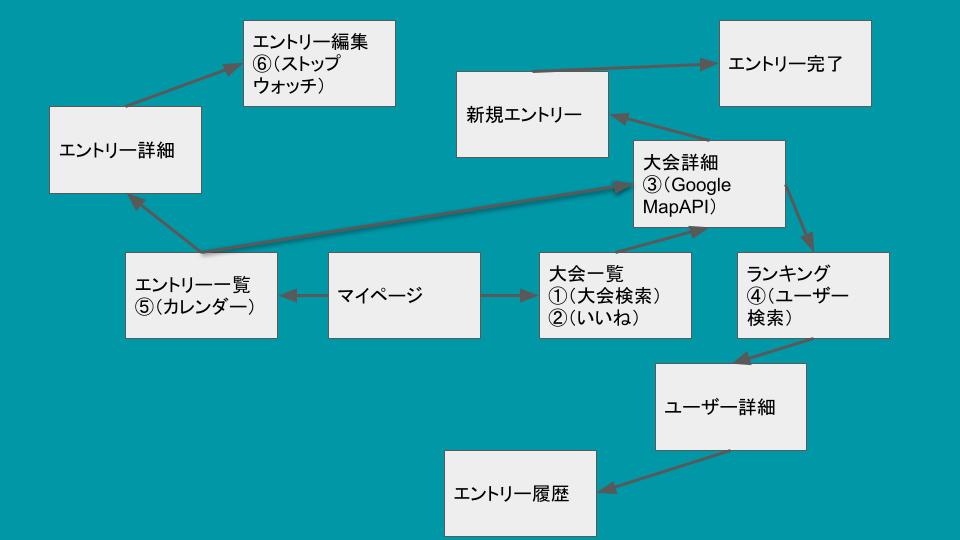 エントリー編集
⑥（ストップ
ウォッチ）
エントリー完了
新規エントリー
エントリー詳細
大会詳細
③（Google
MapAPI）
エントリー一覧
⑤（カレンダー）
マイページ
大会一覧
①（大会検索）
②（いいね）
ランキング
④（ユーザー
検索）
ユーザー詳細
エントリー履歴